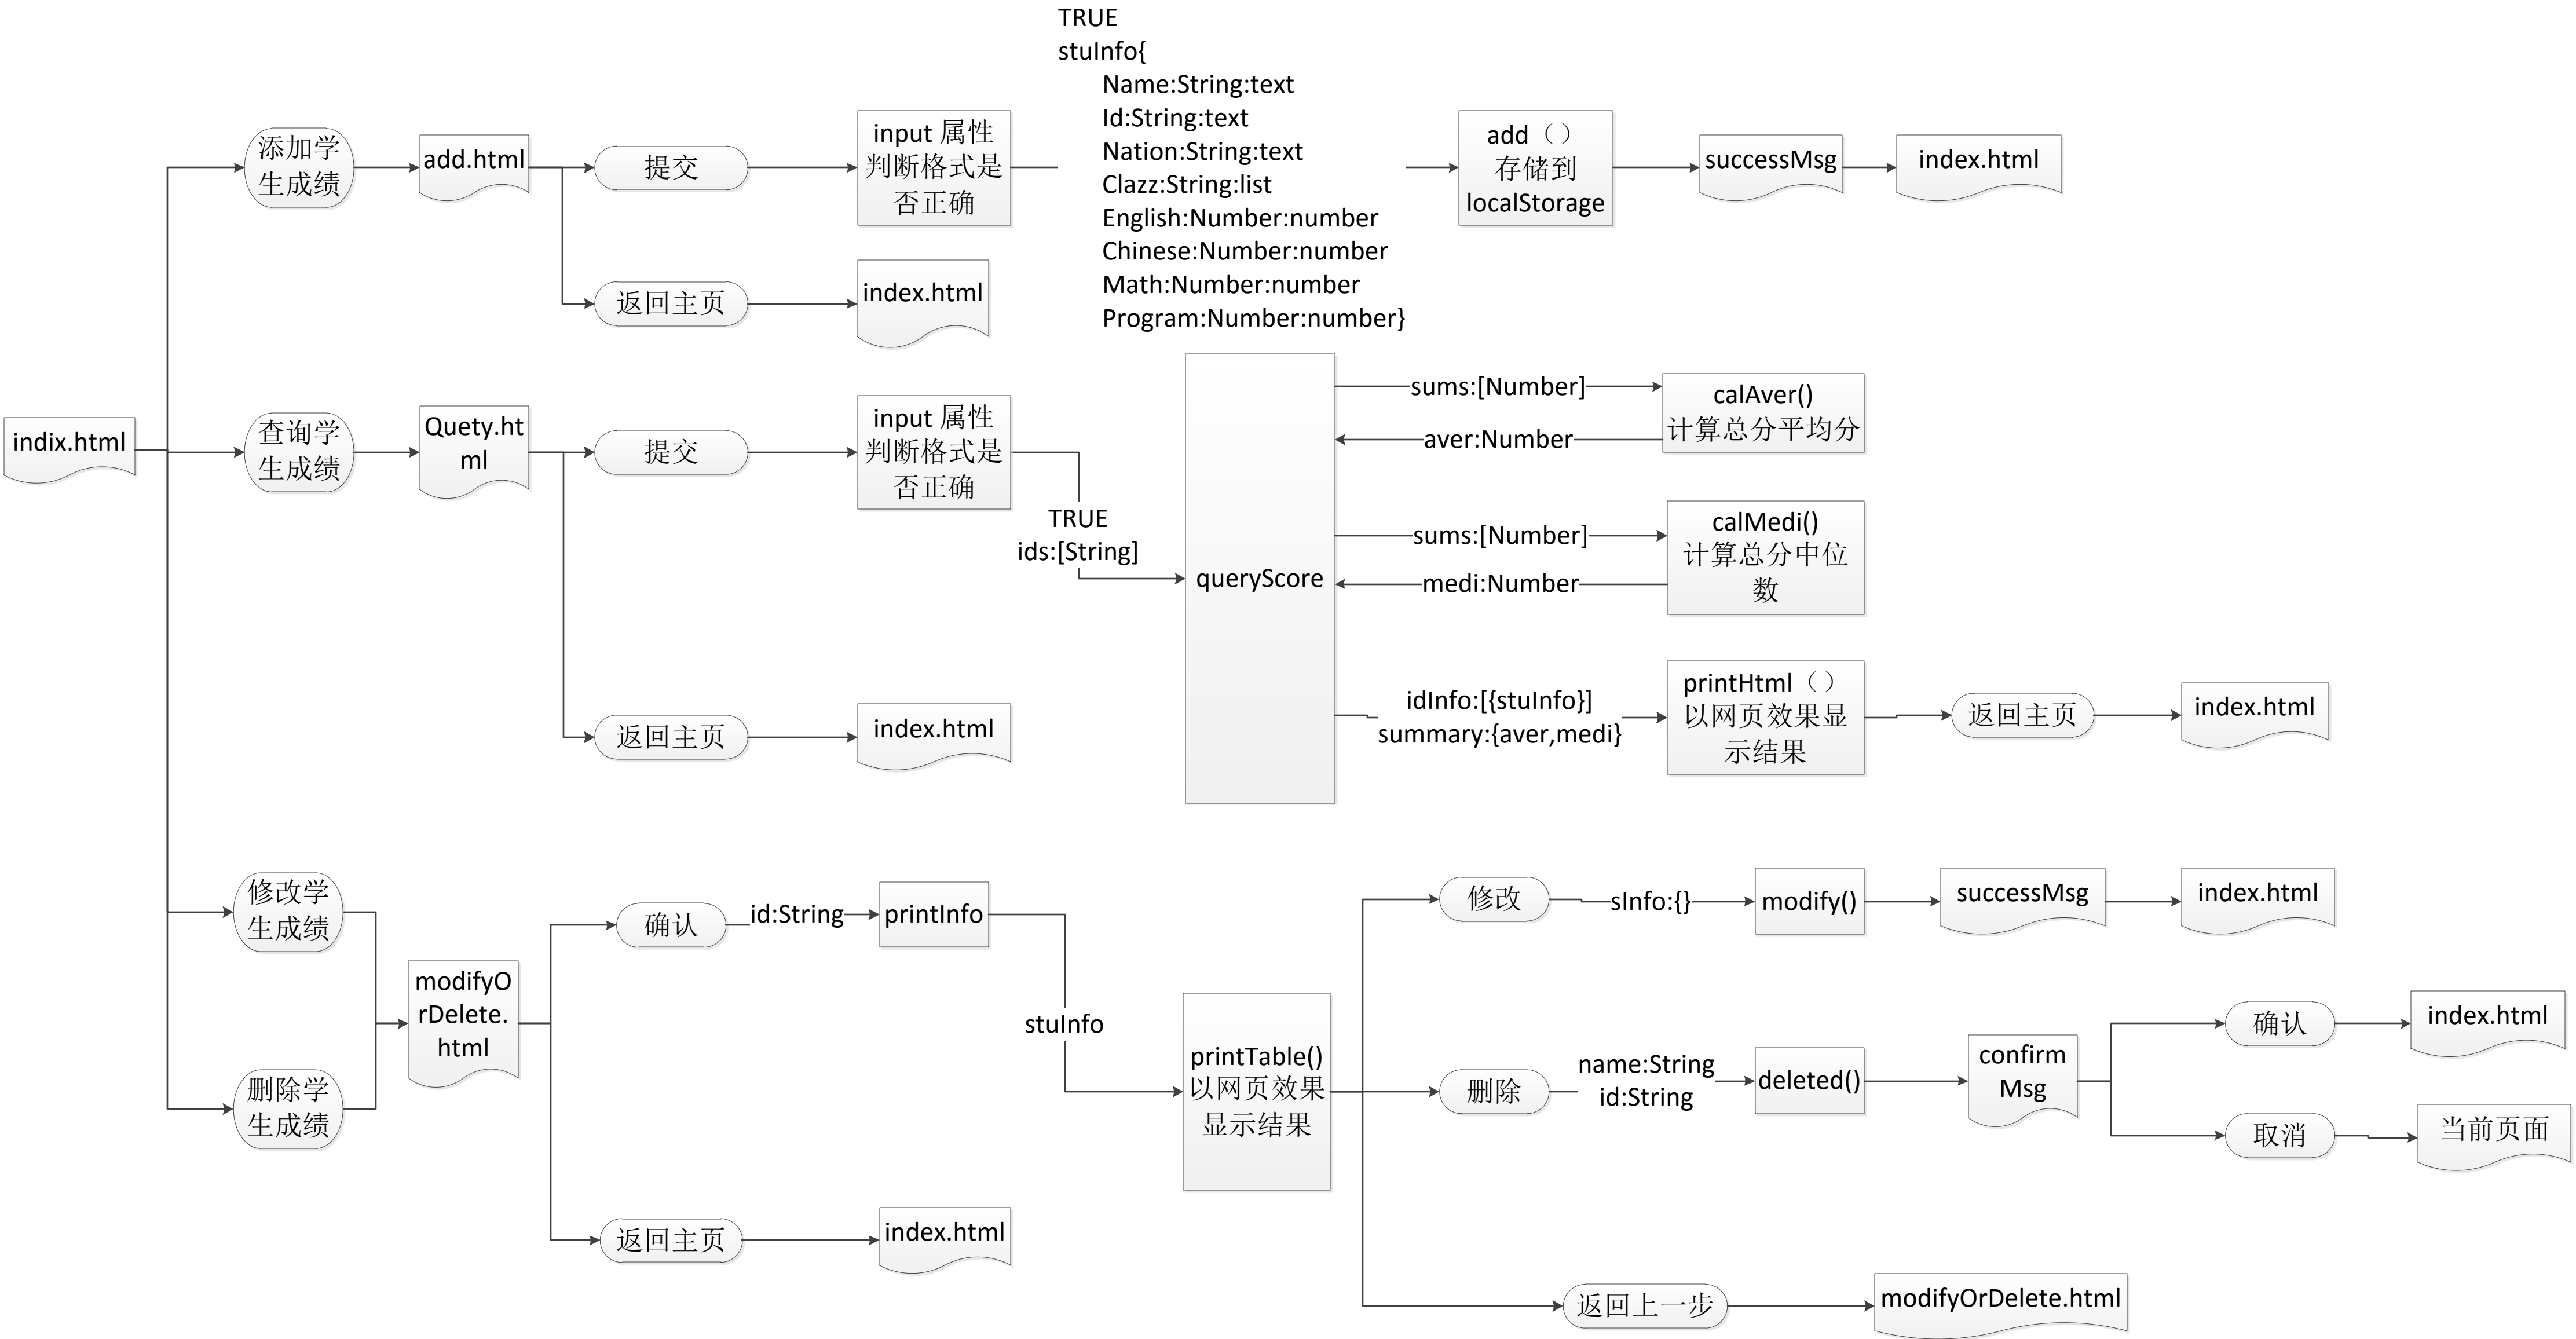 TRUE
stuInfo{
Name:String:text
Id:String:text
Nation:String:text
Clazz:String:list
English:Number:number
Chinese:Number:number
Math:Number:number
Program:Number:number}
添加学
生成绩
add.html
提交
input 属性
判断格式是
否正确
add（）
存储到
localStorage
successMsg
index.html
返回主页
index.html
indix.html
查询学
生成绩
Quety.ht
ml
提交
input 属性
判断格式是
否正确
TRUE
ids:[String]
queryScore
sums:[Number]
aver:Number
calAver()
计算总分平均分
sums:[Number]
medi:Number
calMedi()
计算总分中位
数
idInfo:[{stuInfo}]
summary:{aver,medi}
printHtml（）
以网页效果显
示结果
返回主页
index.html
返回主页
index.html
修改学
生成绩
删除学
生成绩
modifyO
rDelete.
html
确认
id:String
printInfo
stuInfo
printTable()
以网页效果
显示结果
修改
sInfo:{}
modify()
successMsg
index.html
删除
name:String
id:String
deleted()
confirm
Msg
确认
index.html
取消
当前页面
返回主页
index.html
返回上一步
modifyOrDelete.html